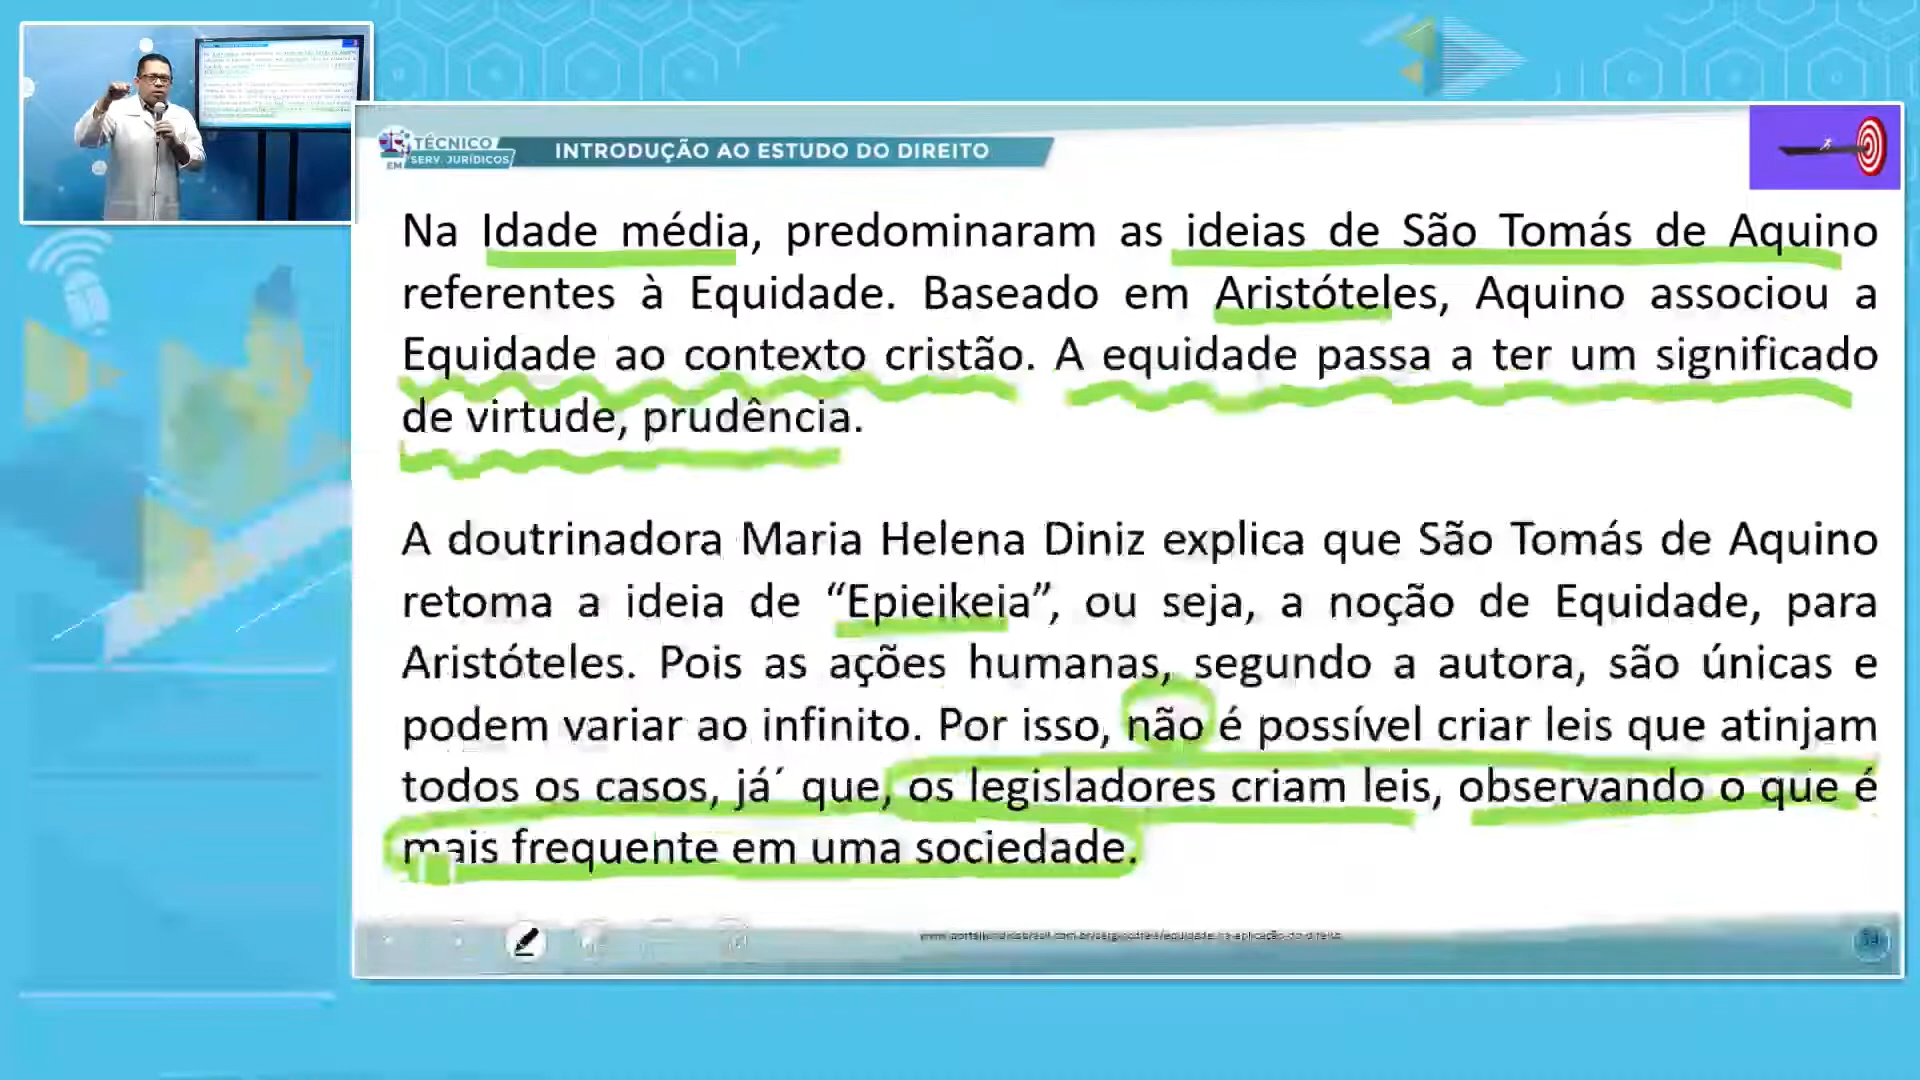 TÉCNICO
EM SERV. JURÍDICOS
INTRODUÇÃO AO ESTUDO DO DIREITO
Na Idade média, predominaram as ideias de São Tomás de Aquino
referentes à Equidade. Baseado em Aristóteles, Aquino associou a
Equidade ao contexto cristão. A equidade passa a ter um significado
de virtude, prudência.
A doutrinadora Maria Helena Diniz explica que São Tomás de Aquino
retoma a ideia de “Epieikeia”, ou seja, a noção de Equidade, para
Aristóteles. Pois as ações humanas, segundo a autora, são únicas e
podem variar ao infinito. Por isso, não é possível criar leis que atinjam
todos os casos, já´ que, os legisladores criam leis, observando o que é
mais frequente em uma sociedade.